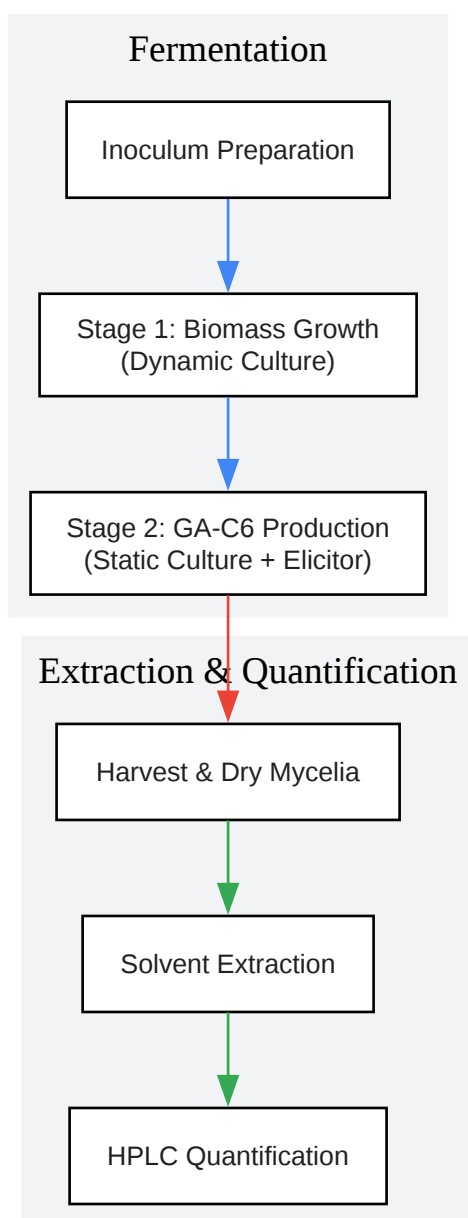 Fermentation
Inoculum Preparation
Stage 1: Biomass Growth
(Dynamic Culture)
Stage 2: GA-C6 Production
(Static Culture + Elicitor)
Extraction & Quantification
Harvest & Dry Mycelia
Solvent Extraction
HPLC Quantification